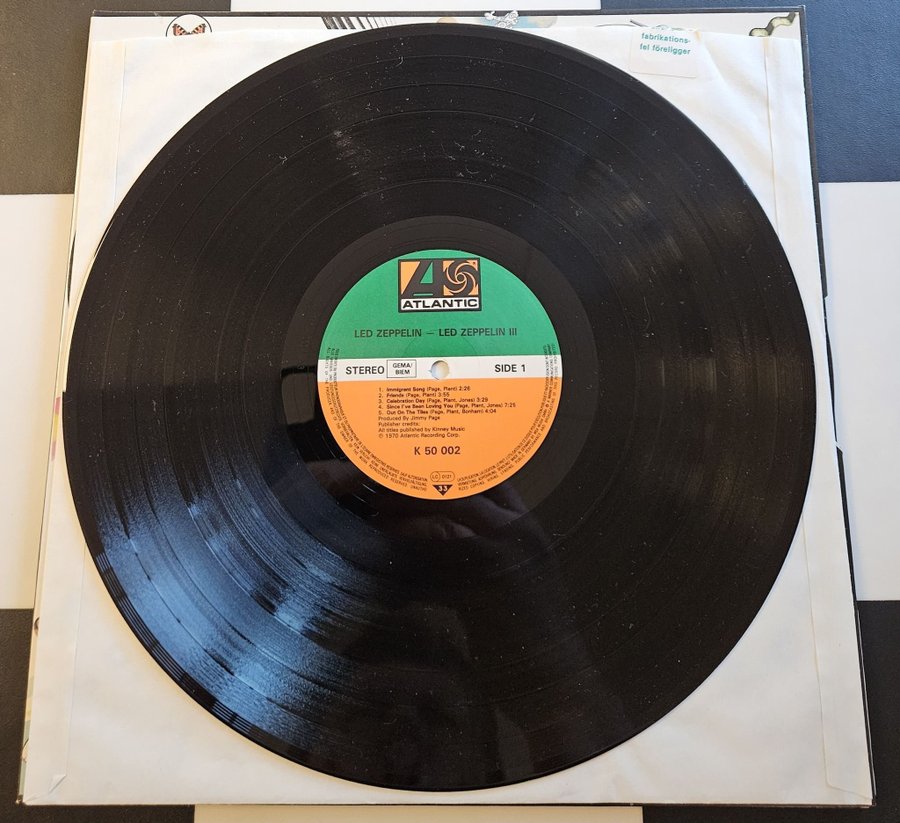 fabrikations-
fel föreligger
ATLANTIC
LED ZEPPELIN — LED ZEPPELIN III
STEREO GEMA/ BIEM SIDE 1
1. Immigrant Song (Page, Plant) 2:26
2. Friends (Page, Plant) 3:55
3. Celebration Day (Page, Plant, Jones) 3:29
4. Since I've Been Loving You (Page, Plant, Jones) 7:25
5. Out On The Tiles (Page, Plant, Bonham) 4:04
Produced By Jimmy Page
Publisher credits:
All titles published by Kinney Music
℗ 1970 Atlantic Recording Corp.
K 50 002
LC 0121
33